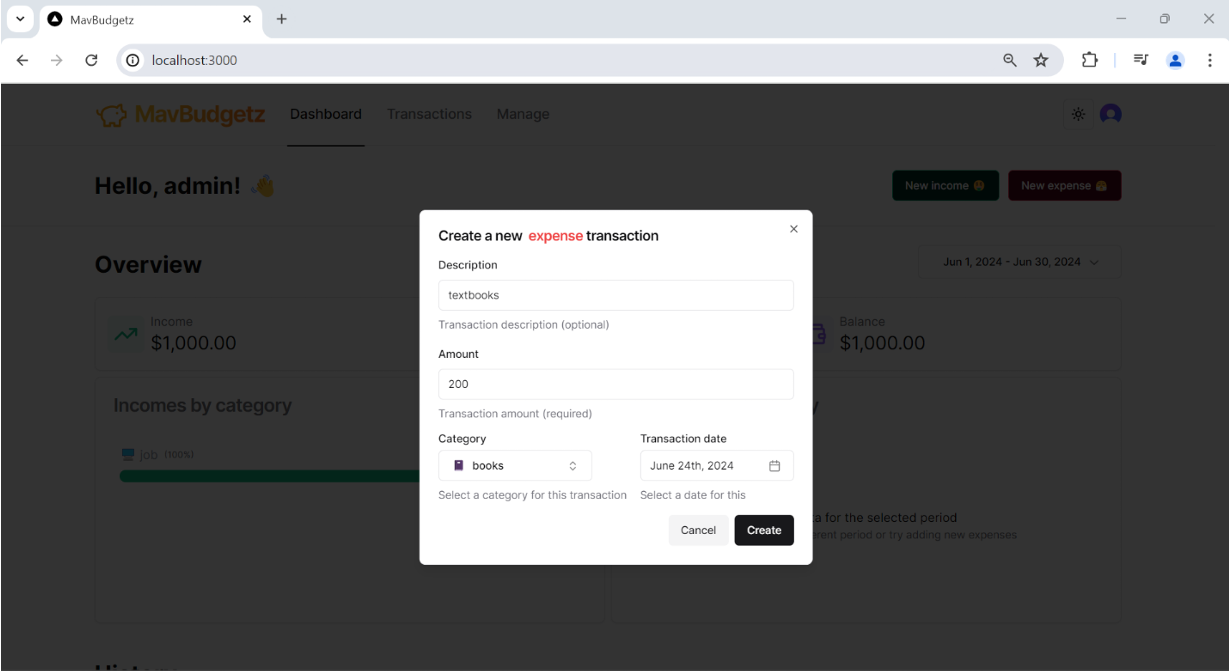 MavBudgetz
localhost:3000
MavBudgetz Dashboard Transactions Manage
Hello, admin! 👋
New income New expense
Overview
Jun 1, 2024 - Jun 30, 2024
Income
$1,000.00
Balance
$1,000.00
Incomes by category
job (100%)
Create a new expense transaction
Description
textbooks
Transaction description (optional)
Amount
200
Transaction amount (required)
Category
books
Select a category for this transaction
Transaction date
June 24th, 2024
Select a date for this
Cancel Create
for the selected period
period or try adding new expenses